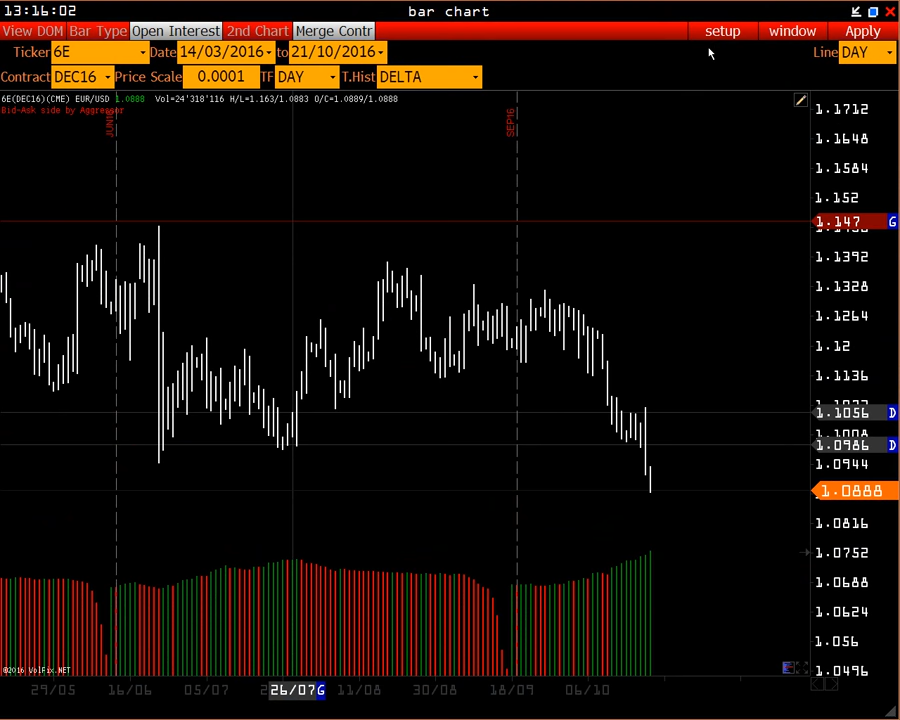 13:16:02 bar chart
View DOM Bar Type Open Interest 2nd Chart Merge Contr setup window Apply
Ticker 6E Date 14/03/2016 to 21/10/2016 Line DAY
Contract DEC16 Price Scale 0.0001 TF DAY T.Hist DELTA
6E(DEC16)(CME) EUR/USD 1.0888 Vol=24'318'116 H/L=1.163/1.0883 O/C=1.0889/1.0888
Bid-Ask side by Aggressor
SEP16
1.1712
1.1648
1.1584
1.152
1.147 G
1.1392
1.1328
1.1264
1.12
1.1136
1.1056 D
1.1008
1.0986 D
1.0944
1.0888
1.0816
1.0752
1.0688
1.0624
1.056
1.0496
©2016 VolFix.NET
29/05 16/06 05/07 26/07 G 11/08 30/08 18/09 06/10